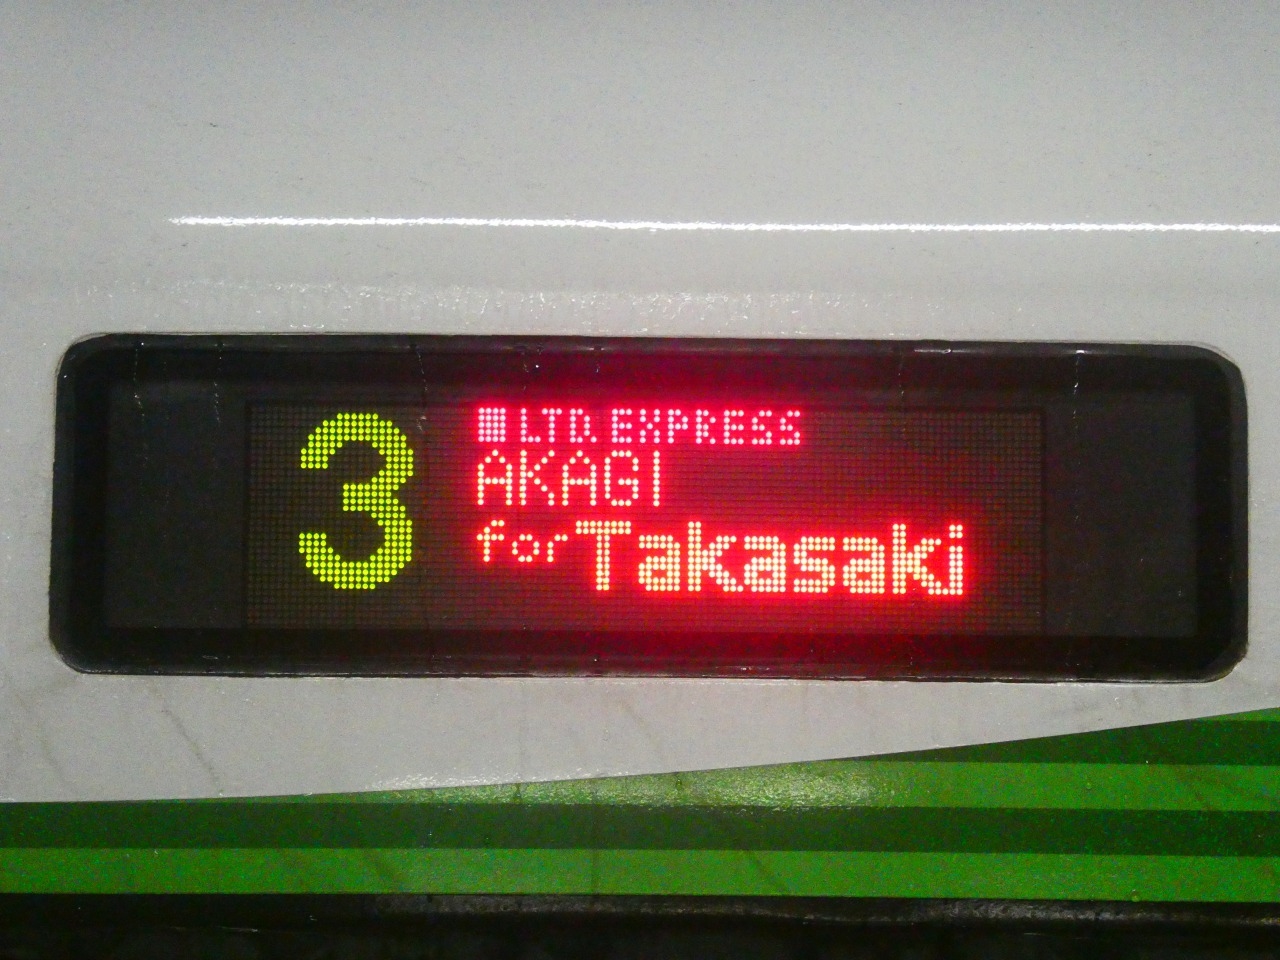 3
■LTD. EXPRESS
AKAGI
for Takasaki